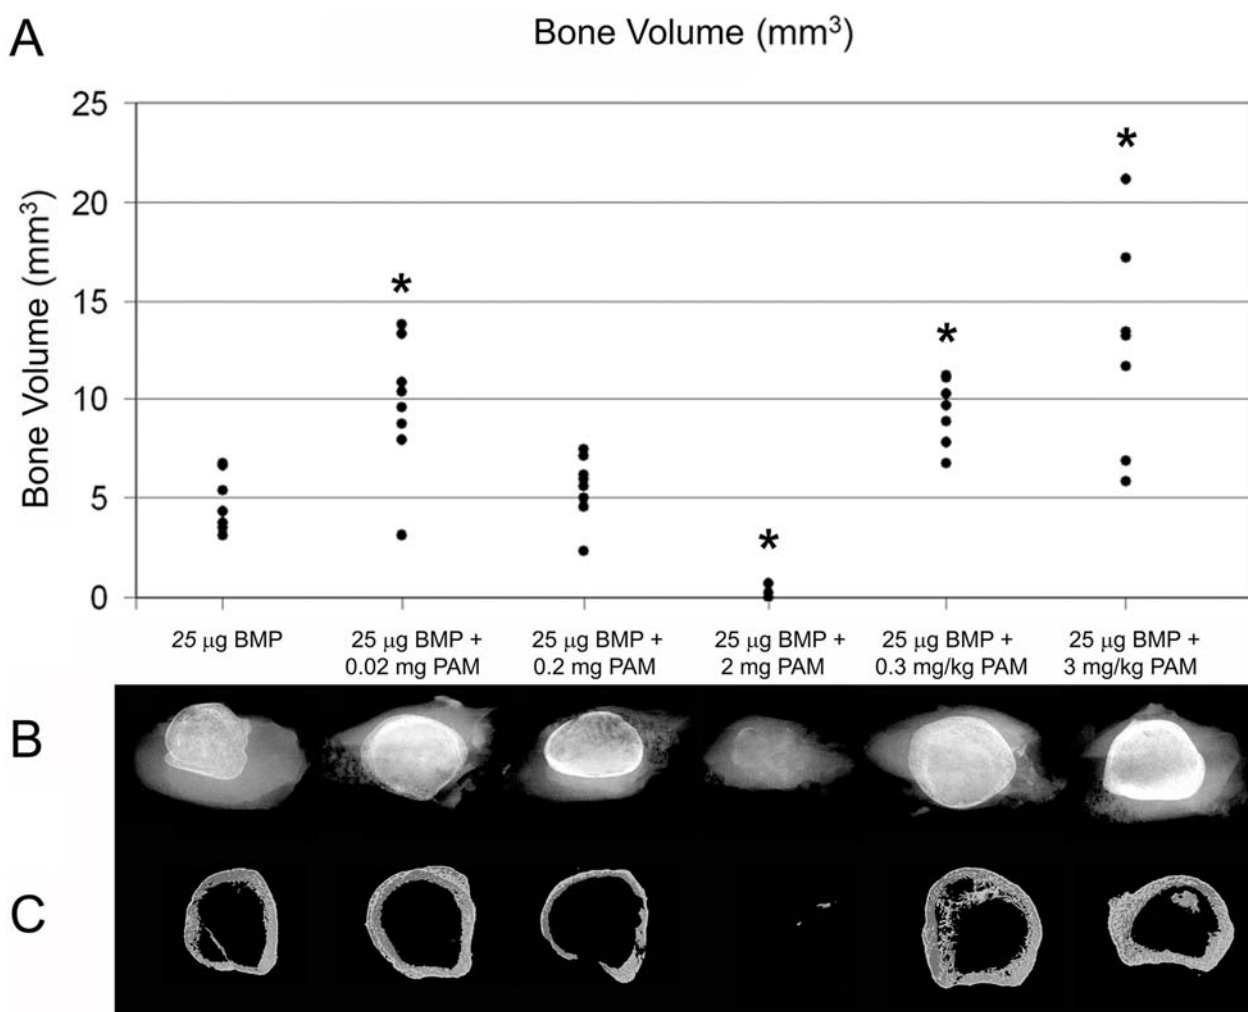 A
Bone Volume (mm³)
Bone Volume (mm³)
25
20
15
10
5
0
*
*
*
*
25 µg BMP
25 µg BMP +
0.02 mg PAM
25 µg BMP +
0.2 mg PAM
25 µg BMP +
2 mg PAM
25 µg BMP +
0.3 mg/kg PAM
25 µg BMP +
3 mg/kg PAM
B
C